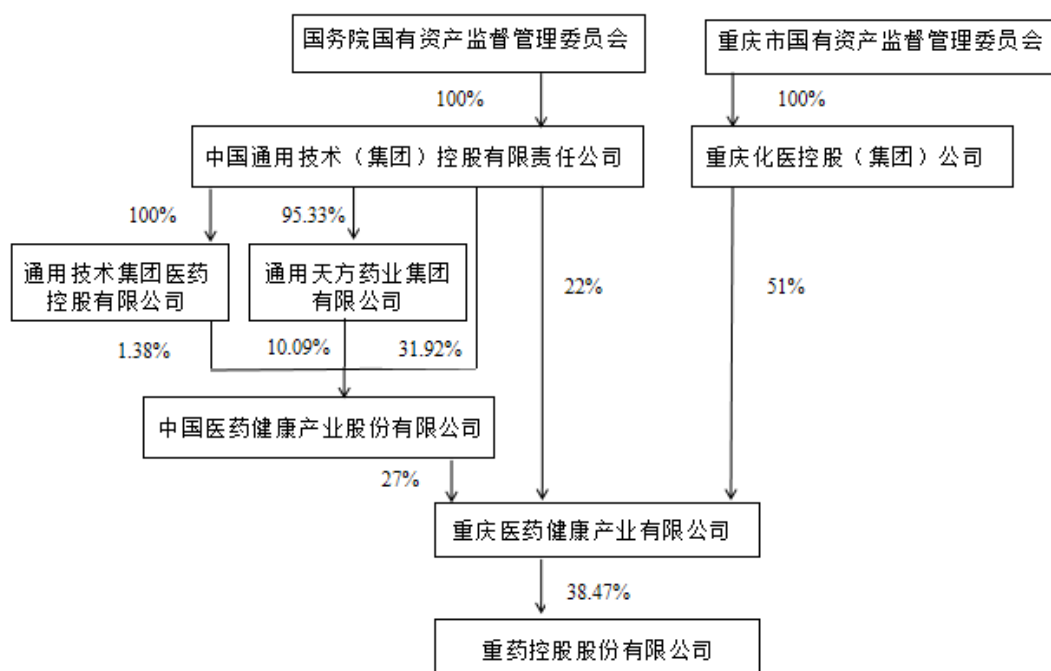 国务院国有资产监督管理委员会
重庆市国有资产监督管理委员会
100%
100%
中国通用技术（集团）控股有限责任公司
重庆化医控股（集团）公司
100%
95.33%
通用技术集团医药
控股有限公司
通用天方药业集团
有限公司
22%
51%
1.38%
10.09%
31.92%
中国医药健康产业股份有限公司
27%
重庆医药健康产业有限公司
38.47%
重药控股股份有限公司